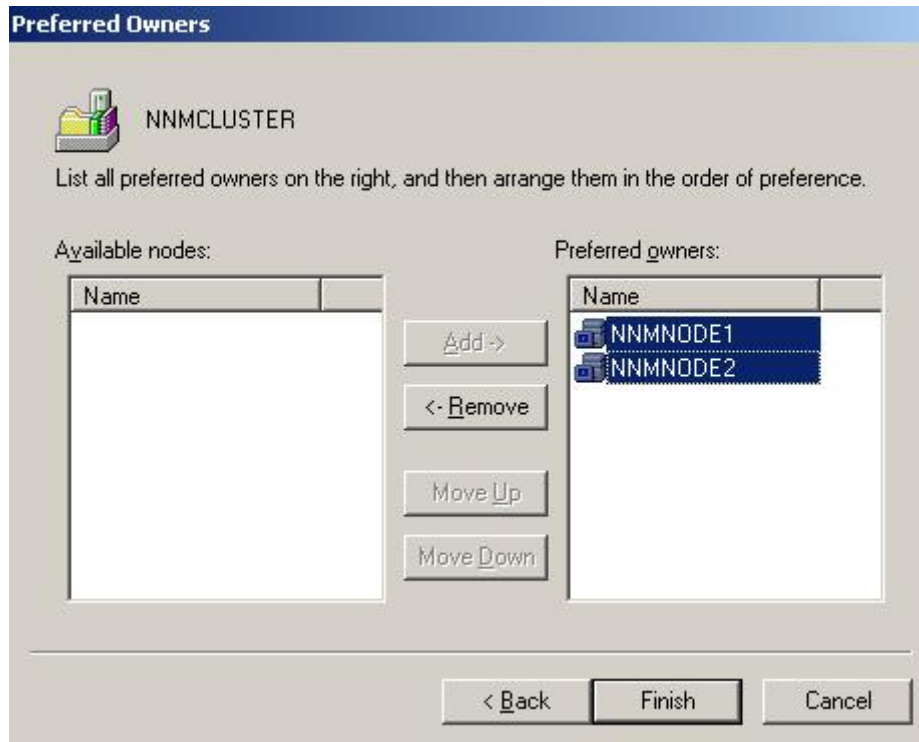 Preferred Owners
NNMCLUSTER
List all preferred owners on the right, and then arrange them in the order of preference.
Available nodes:
Name
Add ->
<- Remove
Move Up
Move Down
Preferred owners:
Name
NNMNODE1
NNMNODE2
< Back
Finish
Cancel